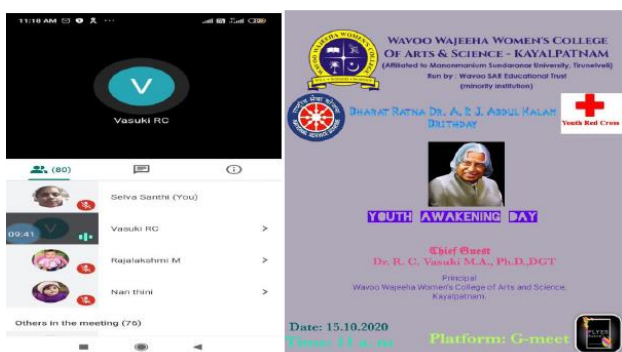 11:18 AM
V
Vasuki RC
(80)
Selva Santhi (You)
09:41
V
Vasuki RC
Rajalakshmi M
Nan thini
Others in the meeting (76)
WAVOO WAJEEHA WOMEN'S COLLEGE
OF ARTS & SCIENCE - KAYALPATNAM
(Affiliated to Manonmanium Sundaranar University, Tirunelveli)
Run by : Wavoo SAR Educational Trust
(minority institution)
BHARAT RATNA DR. A. P. J. ABDUL KALAM
BRITHDAY
Youth Red Cross
YOUTH AWAKENING DAY
Chief Guest
Dr. R. C. Vasuki M.A., Ph.D.,DGT
Principal
Wavoo Wajeeha Women's College of Arts and Science,
Kayalpatnam.
Date: 15.10.2020
Time: 11 a. m
Platform: G-meet